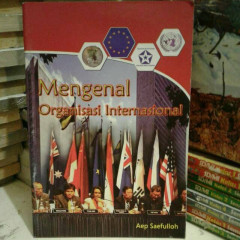 Mengenal
Organisasi Internasional
Aep Saefulloh